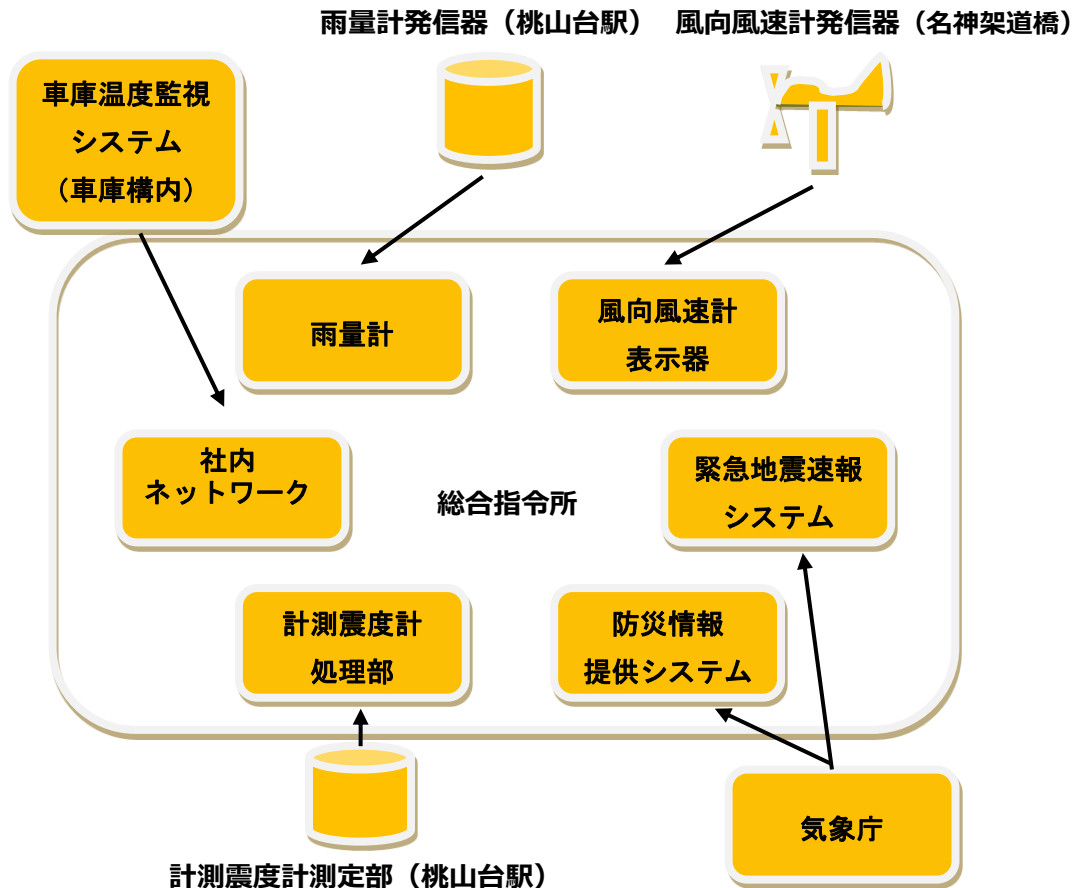 雨量計発信器（桃山台駅）
風向風速計発信器（名神架道橋）
車庫温度監視
システム
（車庫構内）
雨量計
風向風速計
表示器
社内
ネットワーク
総合指令所
緊急地震速報
システム
計測震度計
処理部
防災情報
提供システム
気象庁
計測震度計測定部（桃山台駅）